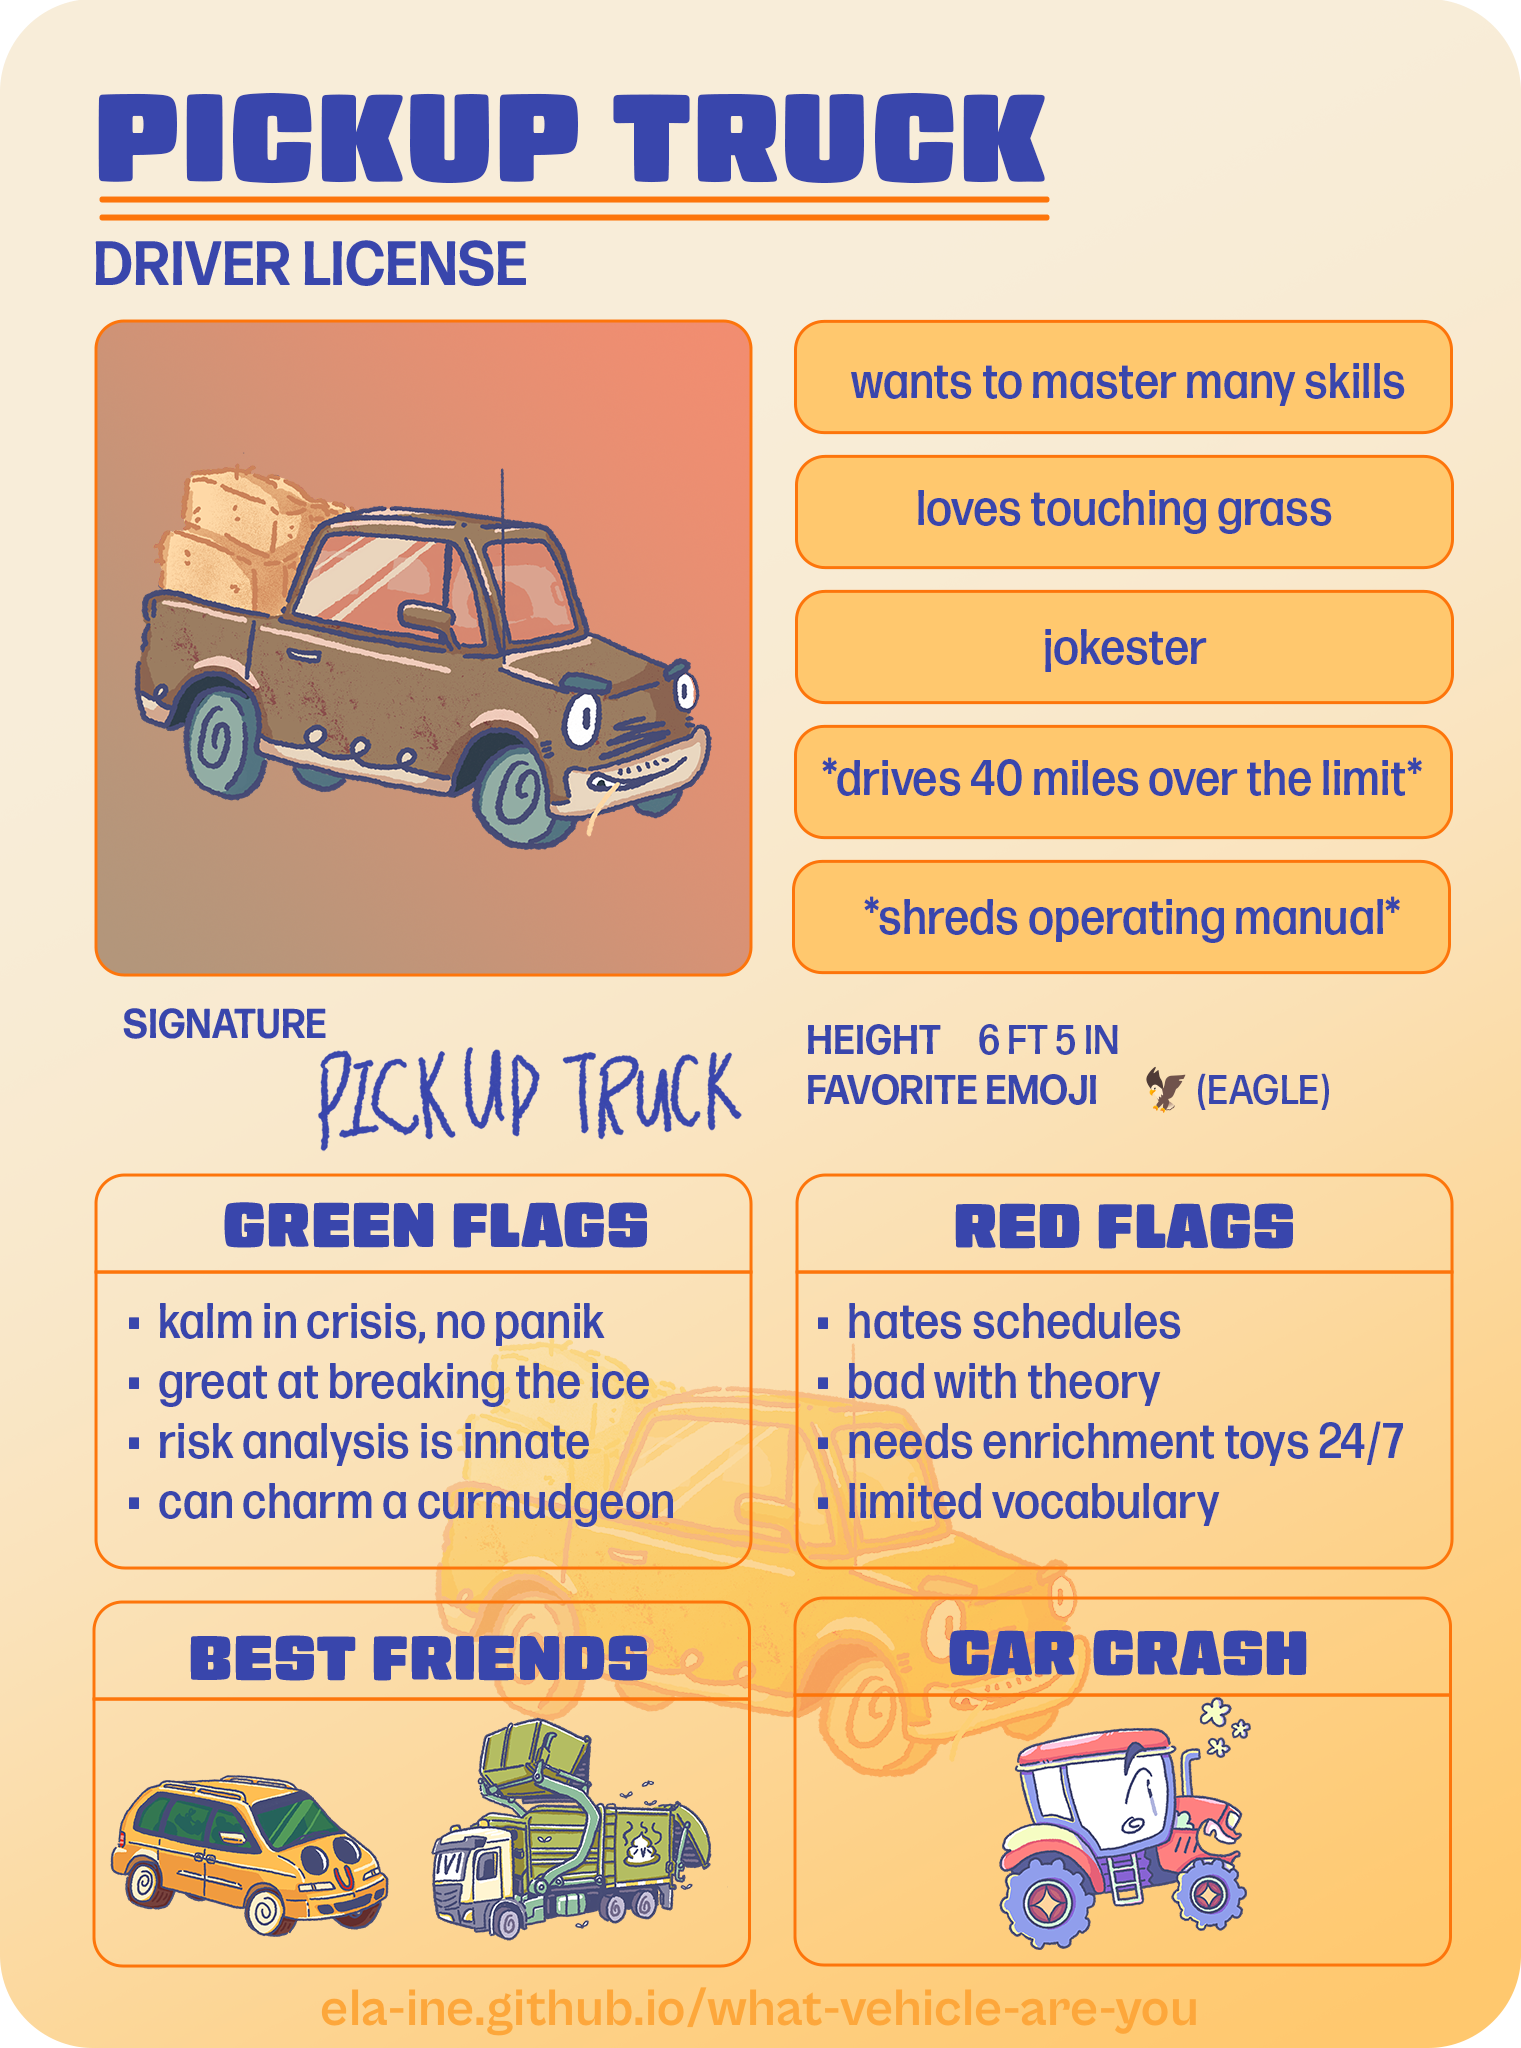 PICKUP TRUCK
DRIVER LICENSE
wants to master many skills
loves touching grass
jokester
*drives 40 miles over the limit*
*shreds operating manual*
SIGNATURE
PICKUP TRUCK
HEIGHT 6 FT 5 IN
FAVORITE EMOJI 🦅 (EAGLE)
GREEN FLAGS
▪ kalm in crisis, no panik
▪ great at breaking the ice
▪ risk analysis is innate
▪ can charm a curmudgeon
RED FLAGS
▪ hates schedules
▪ bad with theory
▪ needs enrichment toys 24/7
▪ limited vocabulary
BEST FRIENDS
CAR CRASH
ela-ine.github.io/what-vehicle-are-you